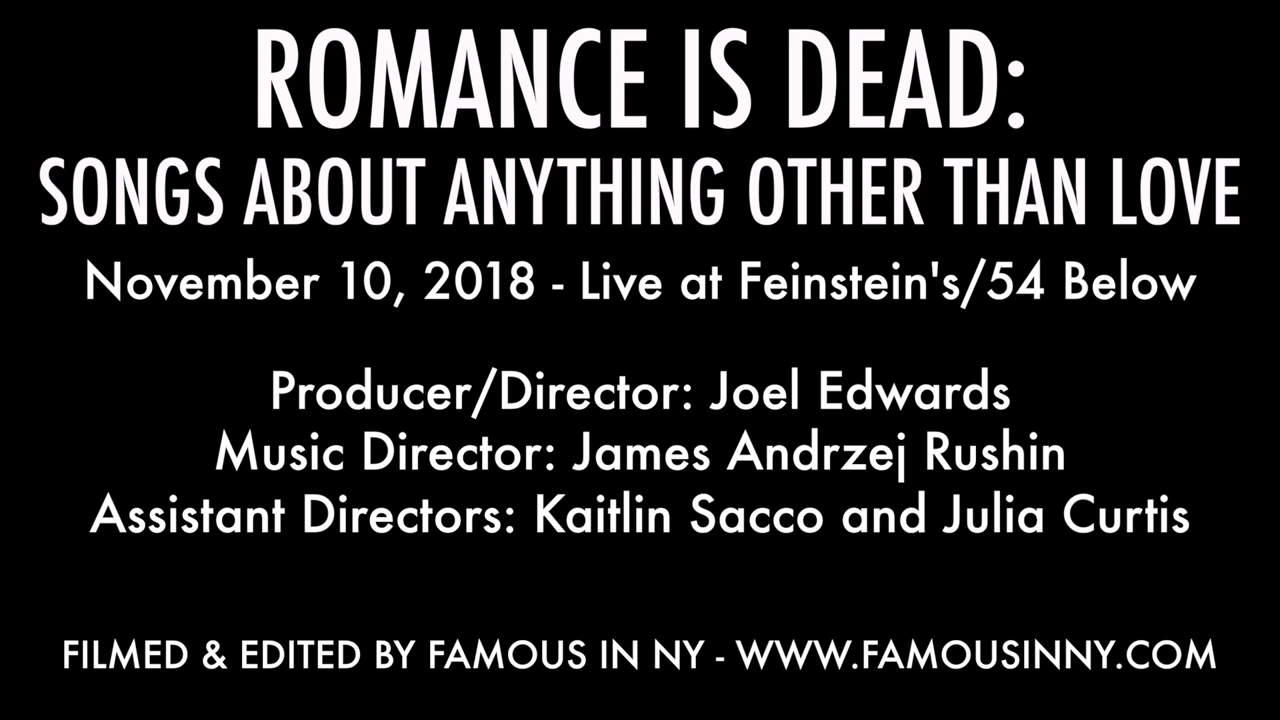 ROMANCE IS DEAD:
SONGS ABOUT ANYTHING OTHER THAN LOVE
November 10, 2018 - Live at Feinstein's/54 Below
Producer/Director: Joel Edwards
Music Director: James Andrzej Rushin
Assistant Directors: Kaitlin Sacco and Julia Curtis
FILMED & EDITED BY FAMOUS IN NY - WWW.FAMOUSINNY.COM